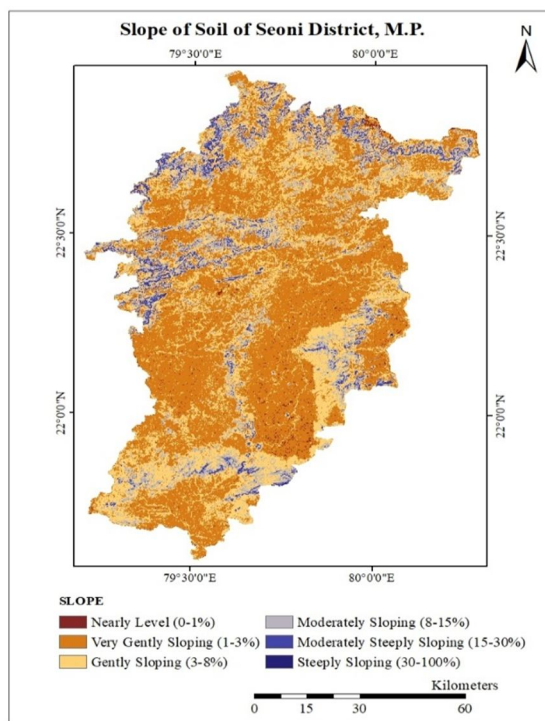 Slope of Soil of Seoni District, M.P.
N
79°30'0"E 80°0'0"E
22°30'0"N 22°30'0"N
22°0'0"N 22°0'0"N
79°30'0"E 80°0'0"E
SLOPE
Nearly Level (0-1%) Moderately Sloping (8-15%)
Very Gently Sloping (1-3%) Moderately Steeply Sloping (15-30%)
Gently Sloping (3-8%) Steeply Sloping (30-100%)
Kilometers
0 15 30 60